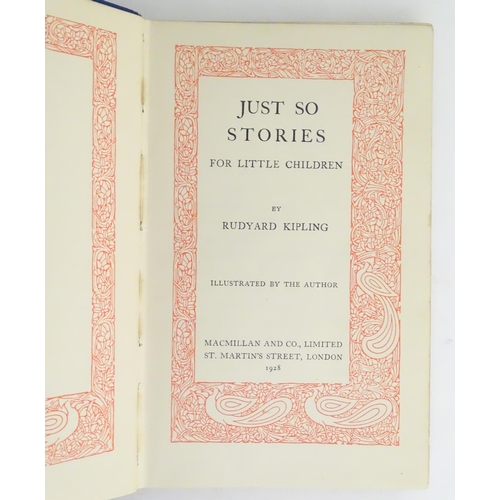 JUST SO
STORIES
FOR LITTLE CHILDREN
BY
RUDYARD KIPLING
ILLUSTRATED BY THE AUTHOR
MACMILLAN AND CO., LIMITED
ST. MARTIN'S STREET, LONDON
1928